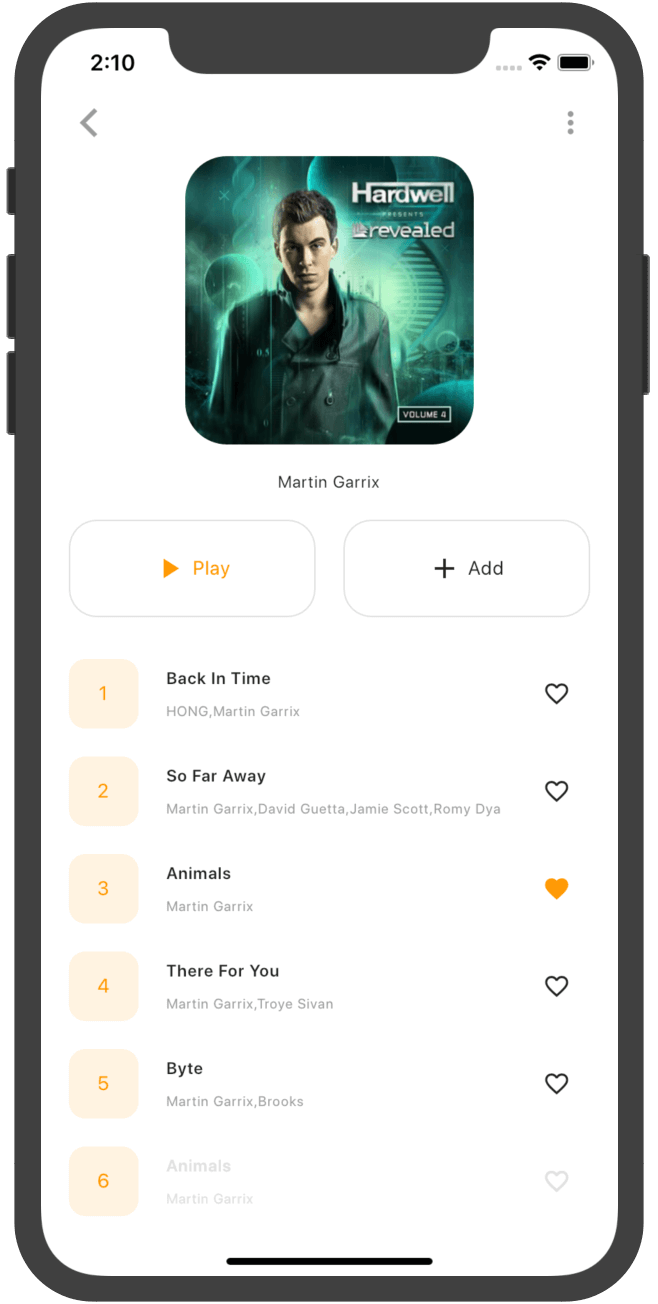 2:10
Hardwell
PRESENTS
revealed
0.5
VOLUME 4
Martin Garrix
Play
Add
1
Back In Time
HONG,Martin Garrix
2
So Far Away
Martin Garrix,David Guetta,Jamie Scott,Romy Dya
3
Animals
Martin Garrix
4
There For You
Martin Garrix,Troye Sivan
5
Byte
Martin Garrix,Brooks
6
Animals
Martin Garrix